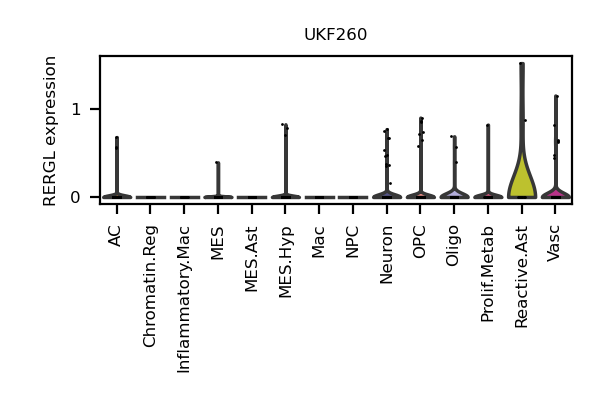 UKF260
RERGL expression
1
0
AC
Chromatin.Reg
Inflammatory.Mac
MES
MES.Ast
MES.Hyp
Mac
NPC
Neuron
OPC
Oligo
Prolif.Metab
Reactive.Ast
Vasc